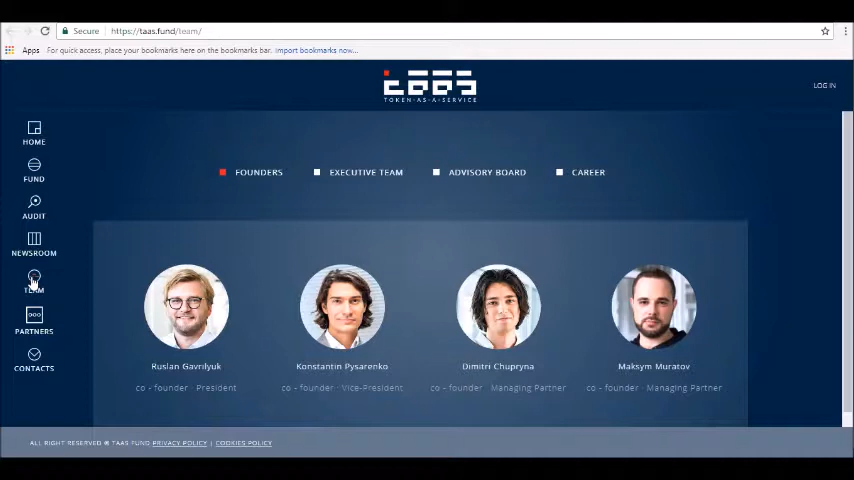 Secure
https://taas.fund/team/
Apps For quick access, place your bookmarks here on the bookmarks bar. Import bookmarks now...
taas
TOKEN-AS-A-SERVICE
LOG IN
HOME
FUND
AUDIT
NEWSROOM
TEAM
PARTNERS
CONTACTS
FOUNDERS EXECUTIVE TEAM ADVISORY BOARD CAREER
Ruslan Gavrilyuk Konstantin Pysarenko Dimitri Chupryna Maksym Muratov
co - founder · President co - founder · Vice-President co - founder · Managing Partner co - founder · Managing Partner
ALL RIGHT RESERVED ® TAAS FUND PRIVACY POLICY | COOKIES POLICY